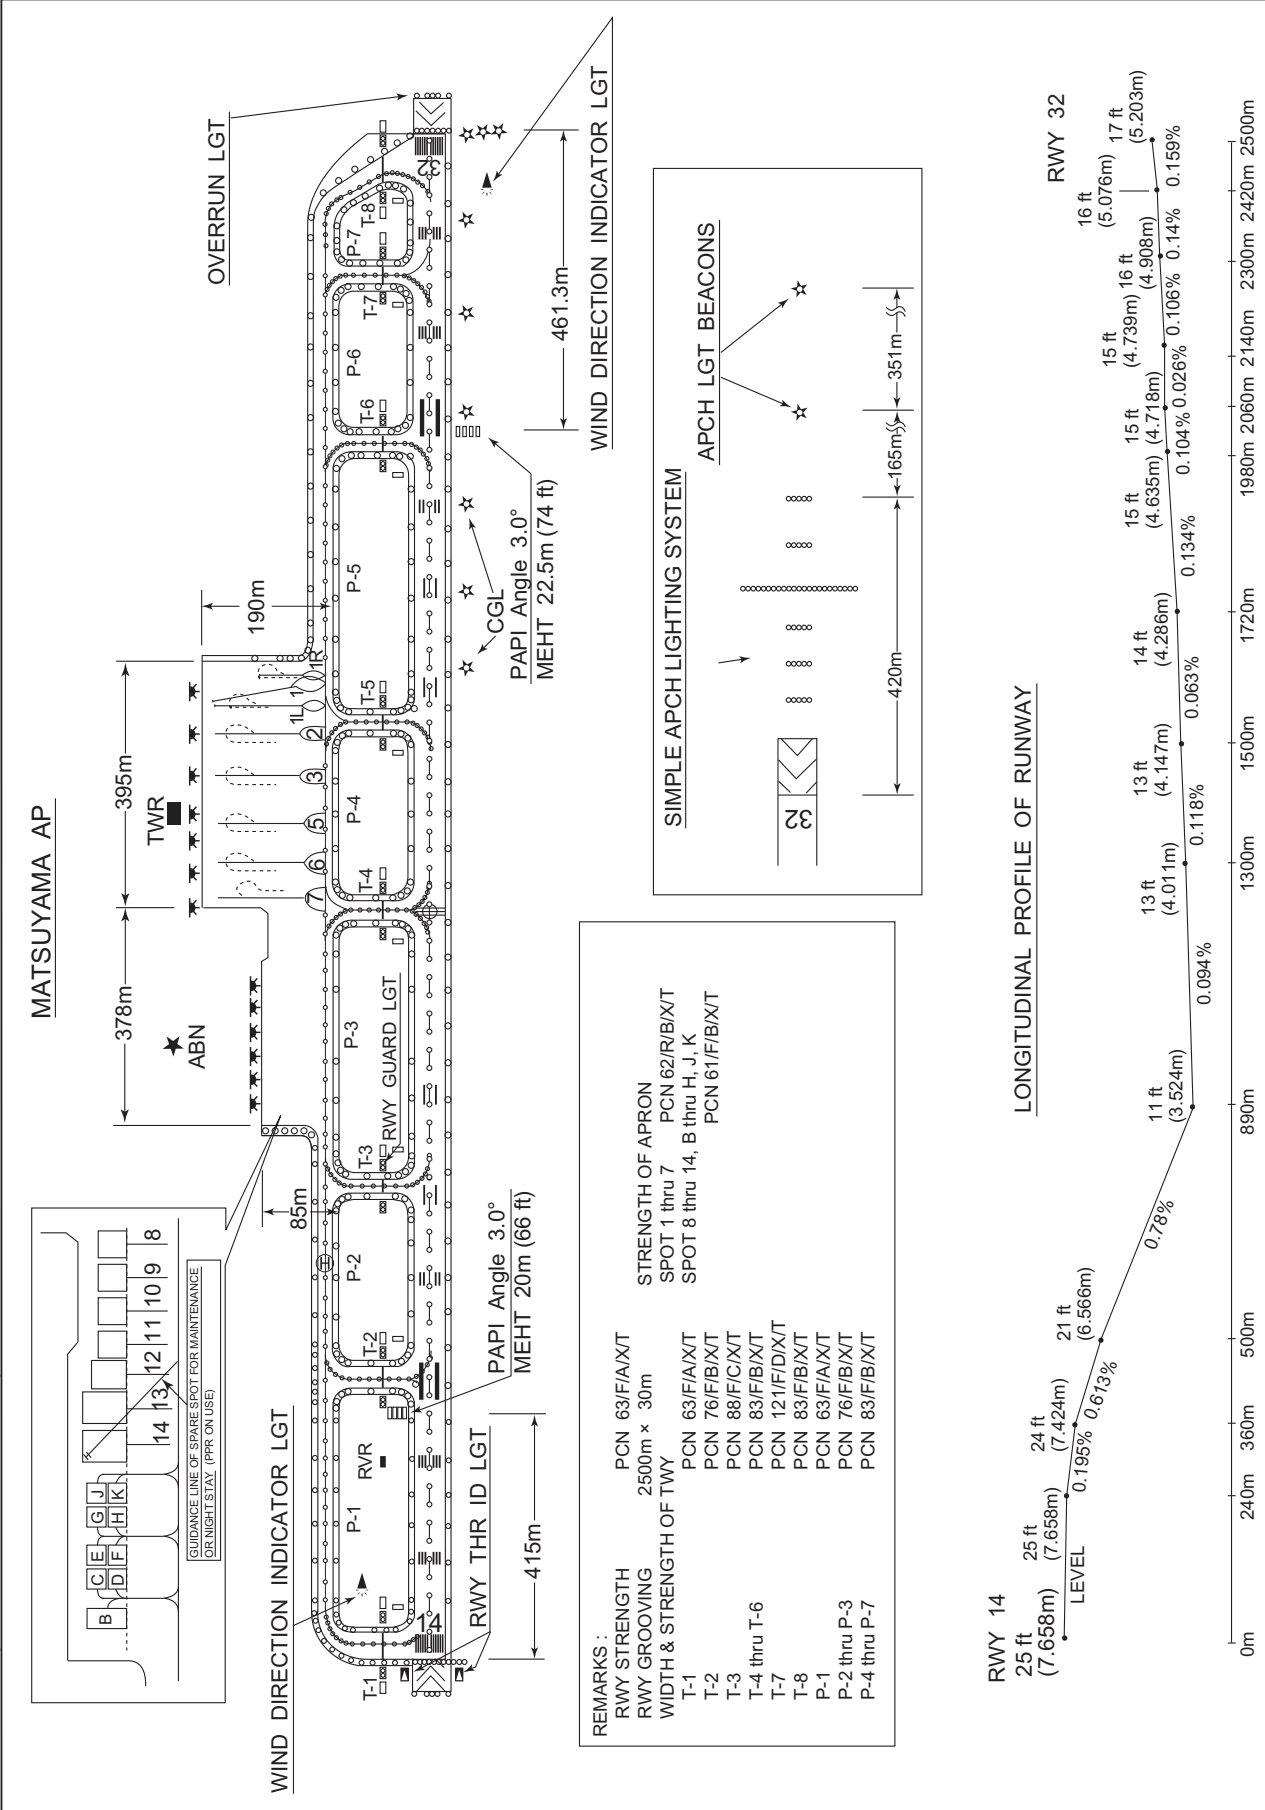 MATSUYAMA AP
378m
395m
TWR
ABN
190m
85m
OVERRUN LGT
WIND DIRECTION INDICATOR LGT
B
C
D
E
F
G
H
J
K
14
13
12
11
10
9
8
GUIDANCE LINE OF SPARE SPOT FOR MAINTENANCE
OR NIGHT STAY (PPR ON USE)
7
6
5
3
2
1L
1
1R
T-1
P-1
RVR
T-2
P-2
H
T-3
P-3
RWY GUARD LGT
T-4
P-4
T-5
P-5
T-6
P-6
T-7
P-7
T-8
14
32
WIND DIRECTION INDICATOR LGT
RWY THR ID LGT
415m
PAPI Angle 3.0°
MEHT 20m (66 ft)
CGL
PAPI Angle 3.0°
MEHT 22.5m (74 ft)
461.3m
REMARKS :
RWY STRENGTH PCN 63/F/A/X/T
RWY GROOVING 2500m × 30m
WIDTH & STRENGTH OF TWY
T-1 PCN 63/F/A/X/T
T-2 PCN 76/F/B/X/T
T-3 PCN 88/F/C/X/T
T-4 thru T-6 PCN 83/F/B/X/T
T-7 PCN 121/F/D/X/T
T-8 PCN 83/F/B/X/T
P-1 PCN 63/F/A/X/T
P-2 thru P-3 PCN 76/F/B/X/T
P-4 thru P-7 PCN 83/F/B/X/T
STRENGTH OF APRON
SPOT 1 thru 7 PCN 62/R/B/X/T
SPOT 8 thru 14, B thru H, J, K
PCN 61/F/B/X/T
SIMPLE APCH LIGHTING SYSTEM
APCH LGT BEACONS
32
420m
165m
351m
LONGITUDINAL PROFILE OF RUNWAY
RWY 14
25 ft
(7.658m)
LEVEL
25 ft
(7.658m)
0.195%
24 ft
(7.424m)
0.613%
21 ft
(6.566m)
0.78%
11 ft
(3.524m)
0.094%
13 ft
(4.011m)
0.118%
13 ft
(4.147m)
0.063%
14 ft
(4.286m)
0.134%
15 ft
(4.635m)
0.104%
15 ft
(4.718m)
0.026%
15 ft
(4.739m)
0.106%
16 ft
(4.908m)
0.14%
16 ft
(5.076m)
0.159%
17 ft
(5.203m)
RWY 32
0m 240m 360m 500m 890m 1300m 1500m 1720m 1980m 2060m 2140m 2300m 2420m 2500m